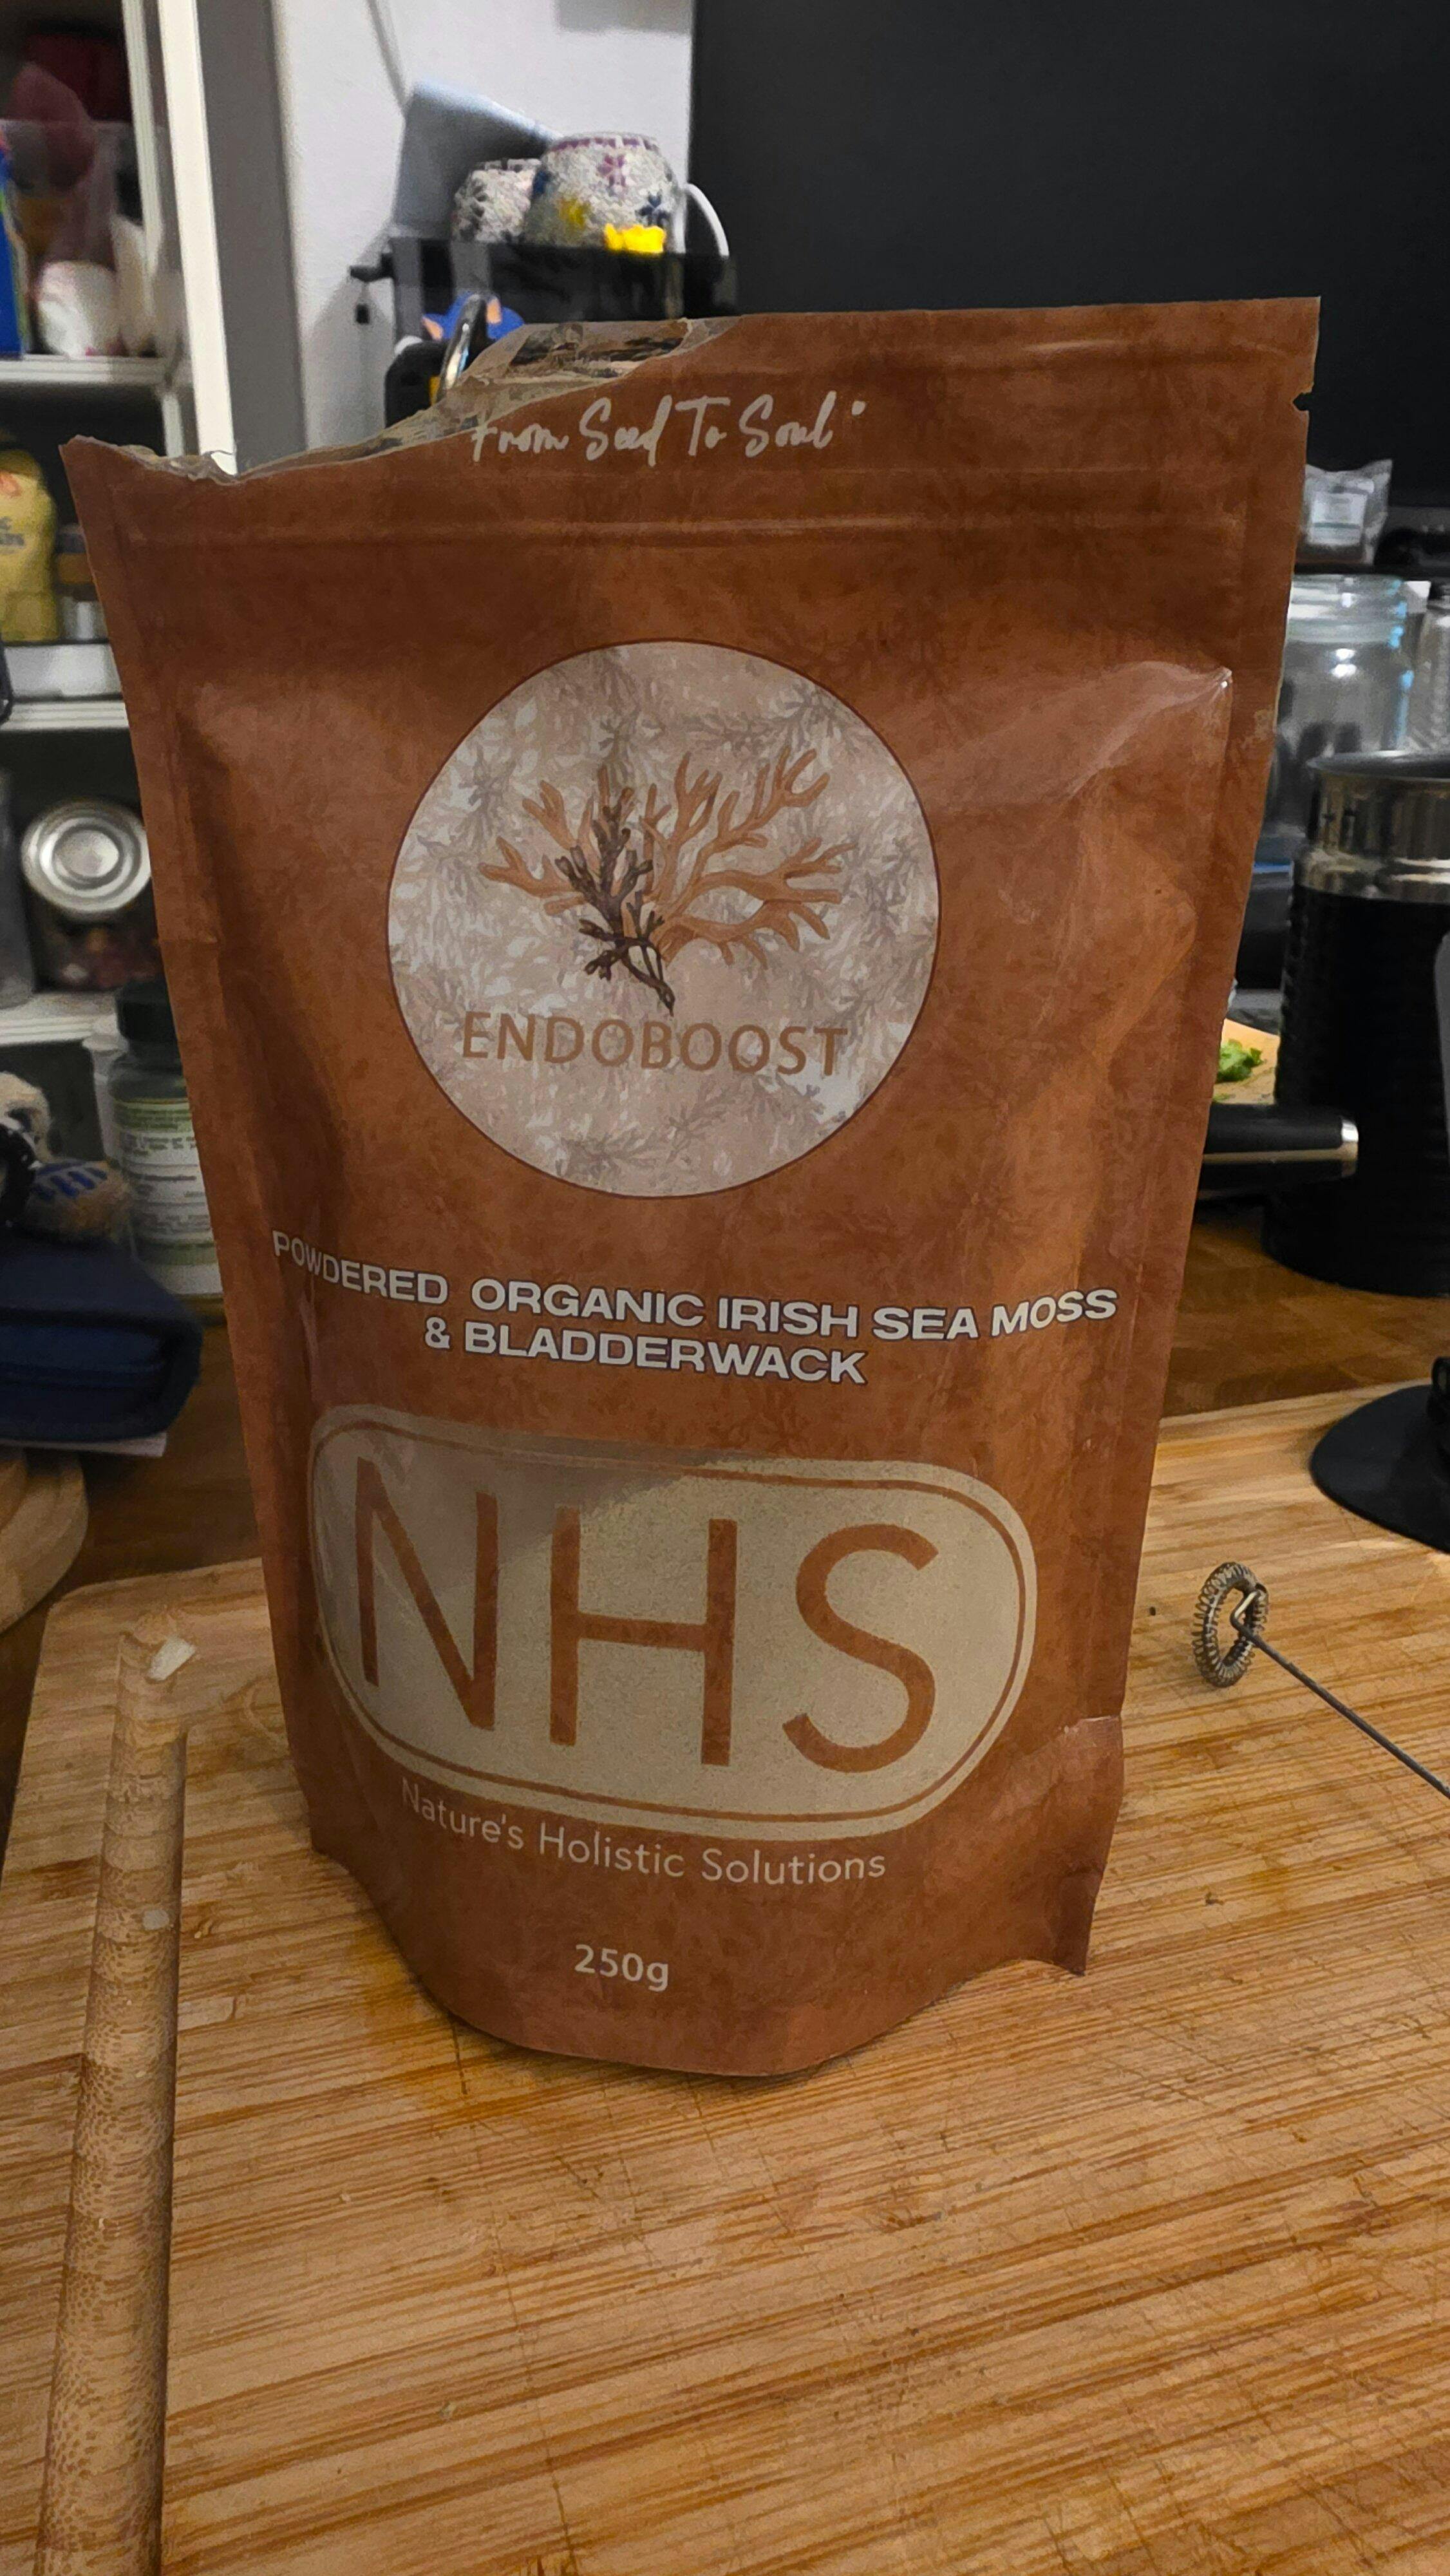 From Seed To Soul
ENDOBOOST
POWDERED ORGANIC IRISH SEA MOSS
& BLADDERWACK
NHS
Nature's Holistic Solutions
250g